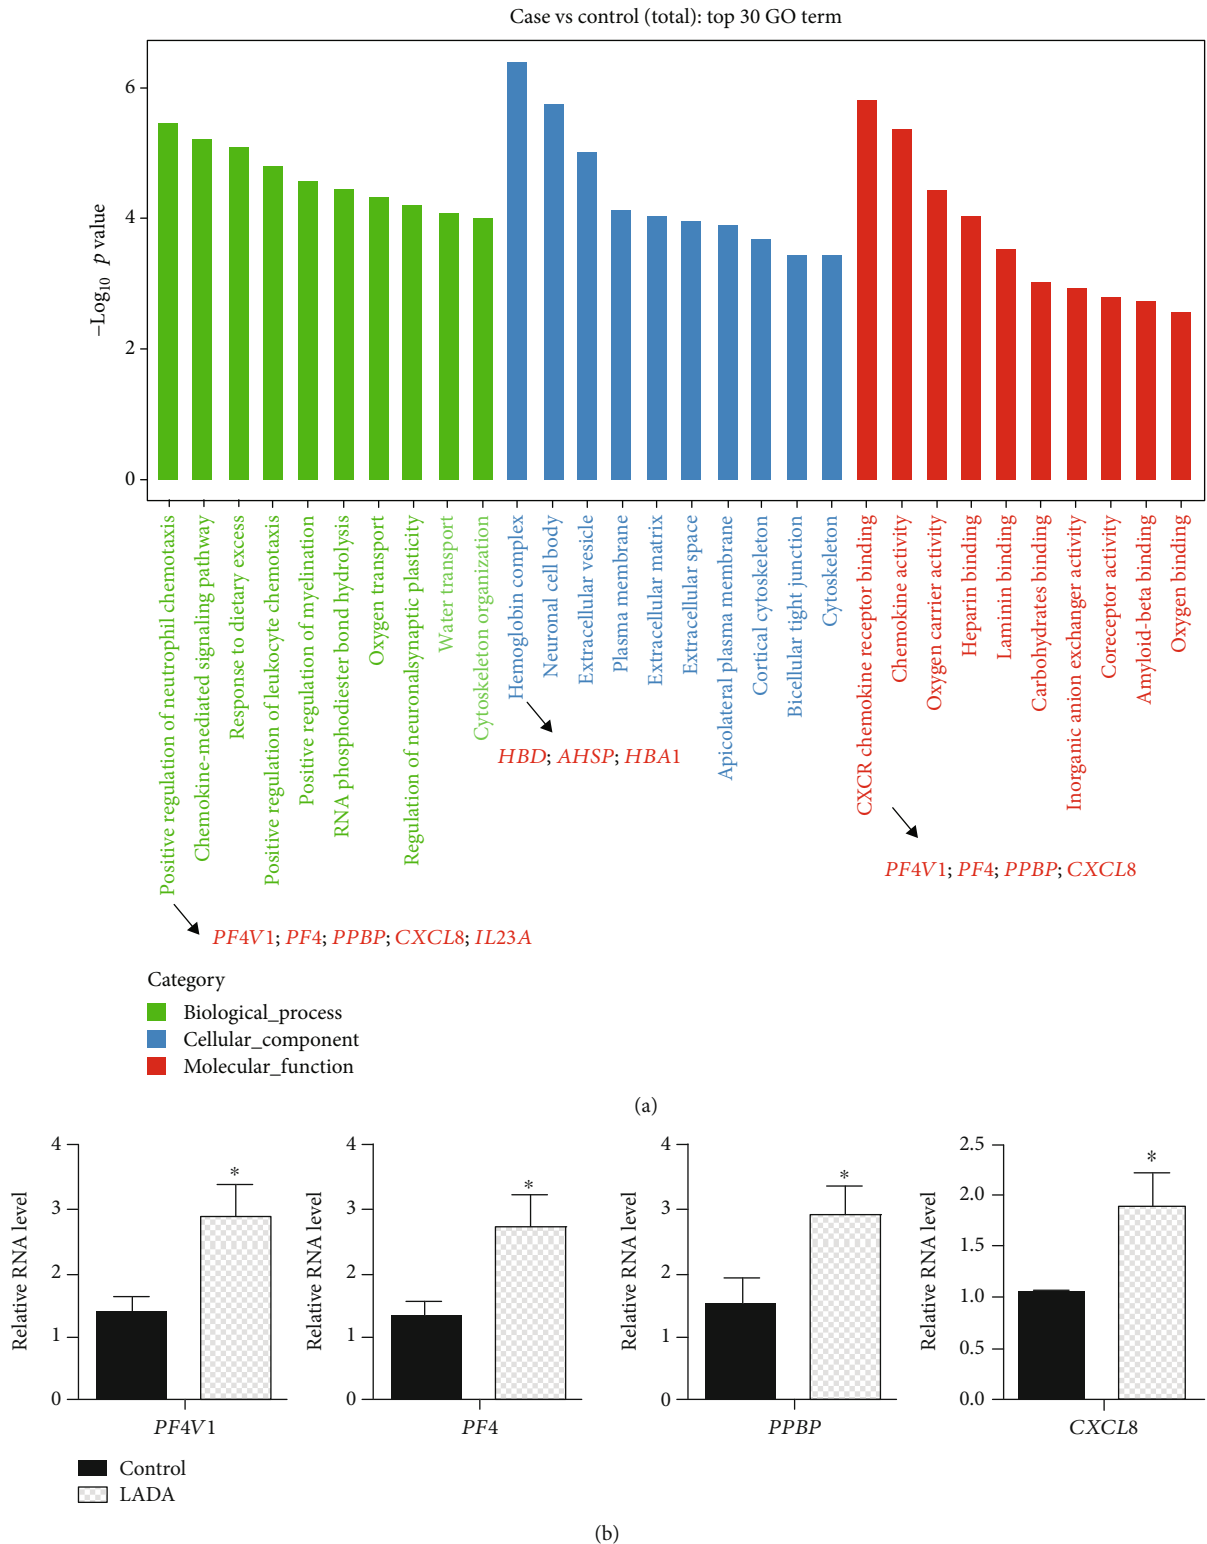 Case vs control (total): top 30 GO term
−Log10 p value
6
4
2
0
Positive regulation of neutrophil chemotaxis
Chemokine-mediated signaling pathway
Response to dietary excess
Positive regulation of leukocyte chemotaxis
Positive regulation of myelination
RNA phosphodiester bond hydrolysis
Oxygen transport
Regulation of neuronalsynaptic plasticity
Water transport
Cytoskeleton organization
Hemoglobin complex
Neuronal cell body
Extracellular vesicle
Plasma membrane
Extracellular matrix
Extracellular space
Apicolateral plasma membrane
Cortical cytoskeleton
Bicellular tight junction
Cytoskeleton
CXCR chemokine receptor binding
Chemokine activity
Oxygen carrier activity
Heparin binding
Laminin binding
Carbohydrates binding
Inorganic anion exchanger activity
Coreceptor activity
Amyloid-beta binding
Oxygen binding
HBD; AHSP; HBA1
PF4V1; PF4; PPBP; CXCL8
PF4V1; PF4; PPBP; CXCL8; IL23A
Category
Biological_process
Cellular_component
Molecular_function
(a)
Relative RNA level
4
3
2
1
0
*
PF4V1
Relative RNA level
4
3
2
1
0
*
PF4
Relative RNA level
4
3
2
1
0
*
PPBP
Relative RNA level
2.5
2.0
1.5
1.0
0.5
0.0
*
CXCL8
Control
LADA
(b)